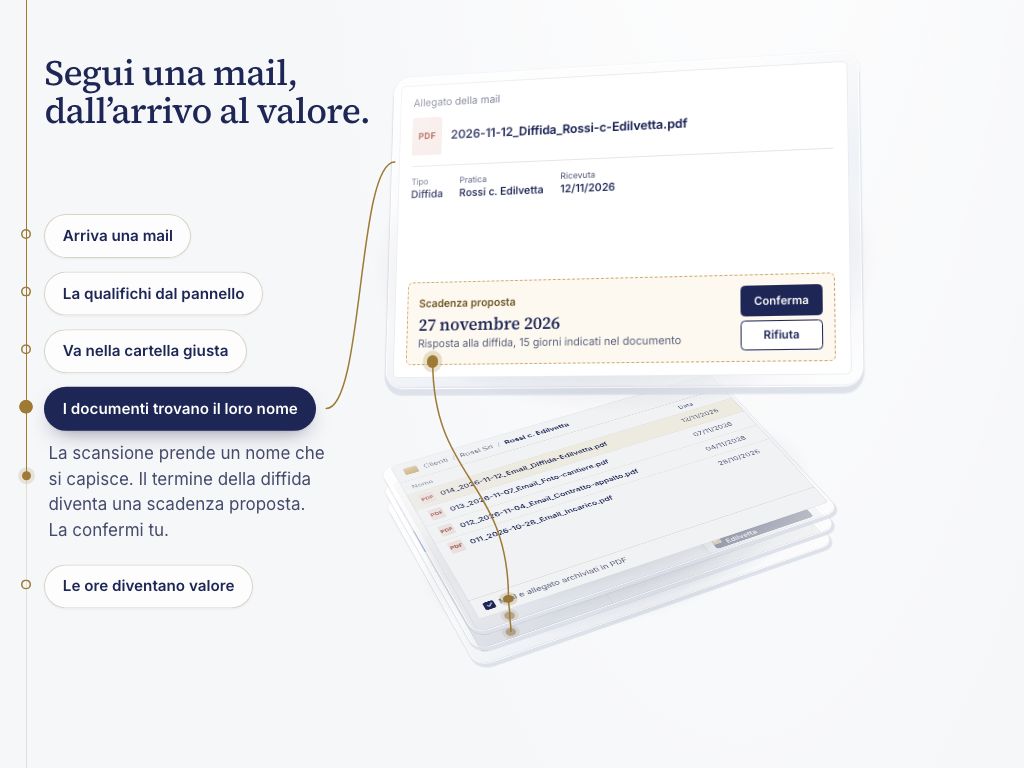 Segui una mail,
dall’arrivo al valore.
Arriva una mail
La qualifichi dal pannello
Va nella cartella giusta
I documenti trovano il loro nome
La scansione prende un nome che
si capisce. Il termine della diffida
diventa una scadenza proposta.
La confermi tu.
Le ore diventano valore
Allegato della mail
PDF 2026-11-12_Diffida_Rossi-c-Edilvetta.pdf
Tipo Pratica Ricevuta
Diffida Rossi c. Edilvetta 12/11/2026
Scadenza proposta
27 novembre 2026
Risposta alla diffida, 15 giorni indicati nel documento
Conferma
Rifiuta
Clienti / Rossi Srl / Rossi c. Edilvetta
Nome Data
PDF 014_2026-11-12_Email_Diffida-Edilvetta.pdf 12/11/2026
PDF 013_2026-11-07_Email_Foto-cantiere.pdf 07/11/2026
PDF 012_2026-11-04_Email_Contratto-appalto.pdf 04/11/2026
PDF 011_2026-10-28_Email_Incarico.pdf 28/10/2026
e allegato archiviati in PDF
Edilvetta